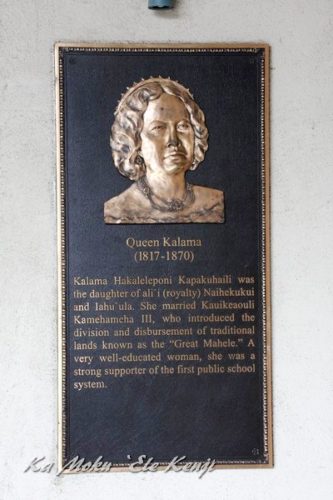 Queen Kalama
(1817-1870)
Kalama Hakaleleponi Kapakuhaili was
the daughter of ali`i (royalty) Naihekukui
and Iahu`ula. She married Kauikeaouli
Kamehamcha III, who introduced the
division and disbursement of traditional
lands known as the "Great Mahele." A
very well-educated woman, she was a
strong supporter of the first public school
system.
Ka Moku `Ele Kenji